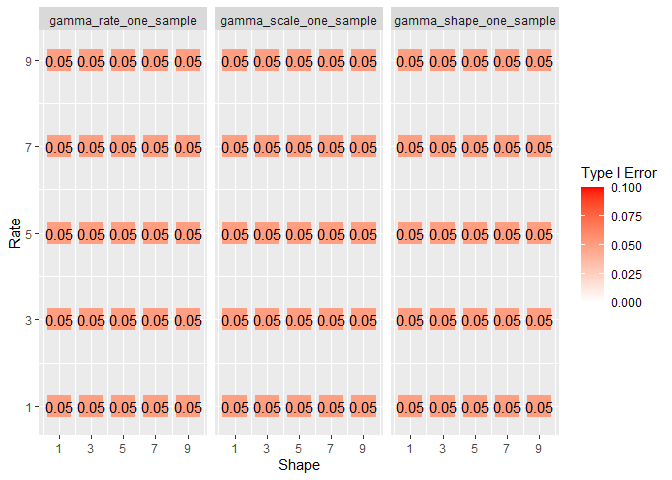 gamma_rate_one_sample gamma_scale_one_sample gamma_shape_one_sample
9 0.05 0.05 0.05 0.05 0.05 0.05 0.05 0.05 0.05 0.05 0.05 0.05 0.05 0.05 0.05
7 0.05 0.05 0.05 0.05 0.05 0.05 0.05 0.05 0.05 0.05 0.05 0.05 0.05 0.05 0.05
5 0.05 0.05 0.05 0.05 0.05 0.05 0.05 0.05 0.05 0.05 0.05 0.05 0.05 0.05 0.05
3 0.05 0.05 0.05 0.05 0.05 0.05 0.05 0.05 0.05 0.05 0.05 0.05 0.05 0.05 0.05
1 0.05 0.05 0.05 0.05 0.05 0.05 0.05 0.05 0.05 0.05 0.05 0.05 0.05 0.05 0.05
1 3 5 7 9 1 3 5 7 9 1 3 5 7 9
Shape
Rate
Type I Error
0.100
0.075
0.050
0.025
0.000